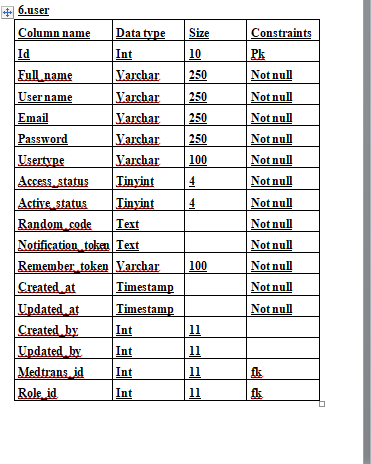 6.user
Column name Data type Size Constraints
Id Int 10 Pk
Full_name Varchar 250 Not null
User name Varchar 250 Not null
Email Varchar 250 Not null
Password Varchar 250 Not null
Usertype Varchar 100 Not null
Access_status Tinyint 4 Not null
Active_status Tinyint 4 Not null
Random_code Text Not null
Notification_token Text Not null
Remember_token Varchar 100 Not null
Created_at Timestamp Not null
Updated_at Timestamp Not null
Created_by Int 11
Updated_by Int 11
Medtrans_id Int 11 fk
Role_id Int 11 fk